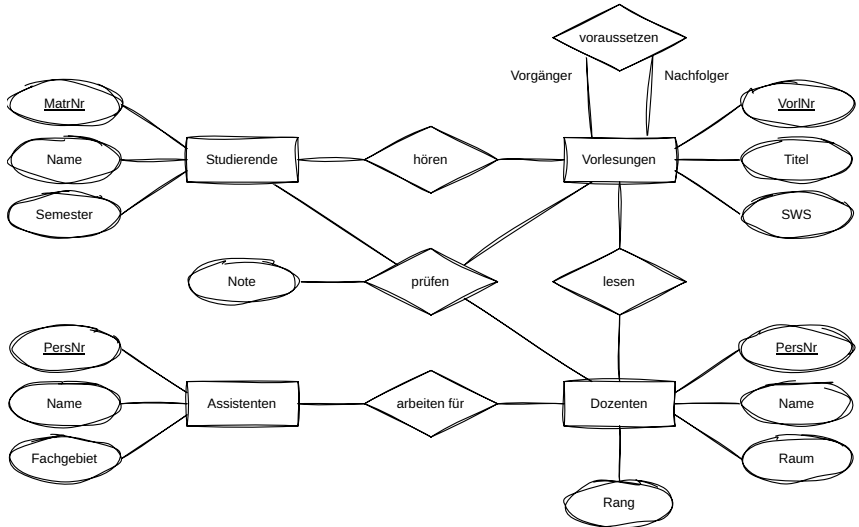 voraussetzen
Vorgänger
Nachfolger
MatrNr
VorlNr
Name
Studierende
hören
Vorlesungen
Titel
Semester
SWS
Note
prüfen
lesen
PersNr
PersNr
Name
Assistenten
arbeiten für
Dozenten
Name
Fachgebiet
Raum
Rang